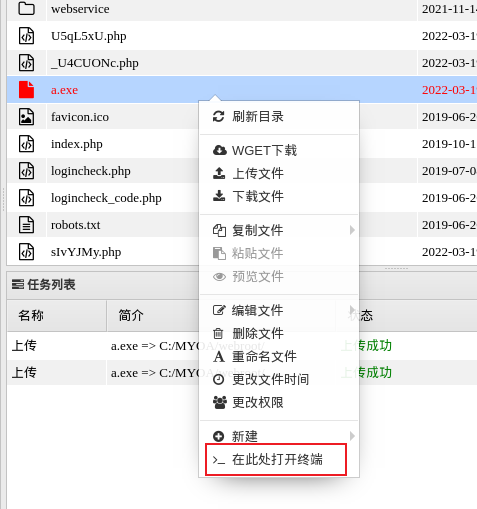 webservice 2021-11-1
U5qL5xU.php 2022-03-1
_U4CUONc.php 2022-03-1
a.exe 2022-03-1
favicon.ico 2019-06-2
index.php 2019-10-1
logincheck.php 2019-07-0
logincheck_code.php 2019-06-2
robots.txt 2019-06-2
sIvYJMy.php 2022-03-1
刷新目录
WGET下载
上传文件
下载文件
复制文件
粘贴文件
预览文件
编辑文件
删除文件
重命名文件
更改文件时间
更改权限
新建
在此处打开终端
任务列表
名称 简介 状态
上传 a.exe => C:/MYOA/webroot/ 上传成功
上传 a.exe => C:/MYO 上传成功